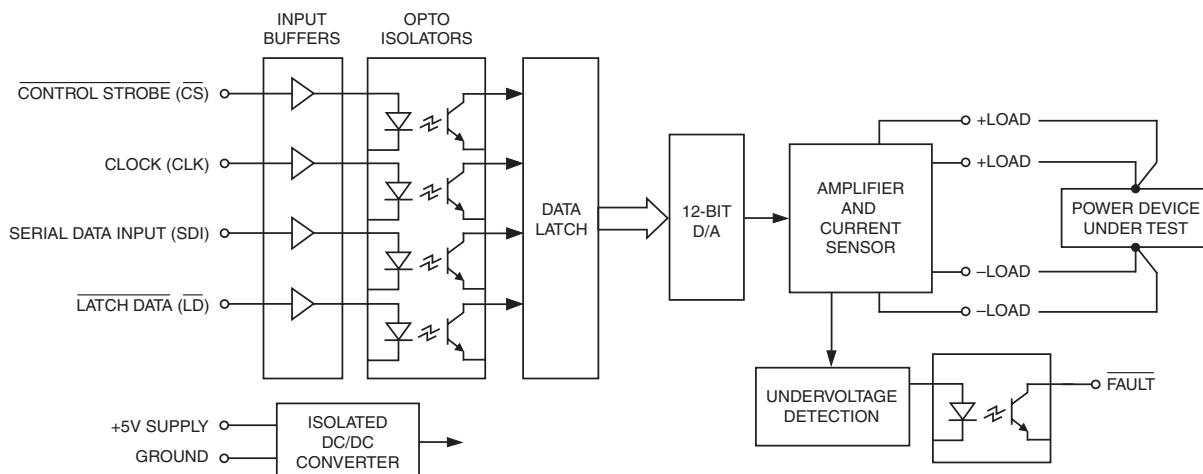 INPUT
BUFFERS
OPTO
ISOLATORS
CONTROL STROBE (CS)
CLOCK (CLK)
SERIAL DATA INPUT (SDI)
LATCH DATA (LD)
DATA
LATCH
12-BIT
D/A
AMPLIFIER
AND
CURRENT
SENSOR
+LOAD
+LOAD
–LOAD
–LOAD
POWER DEVICE
UNDER TEST
UNDERVOLTAGE
DETECTION
FAULT
+5V SUPPLY
GROUND
ISOLATED
DC/DC
CONVERTER